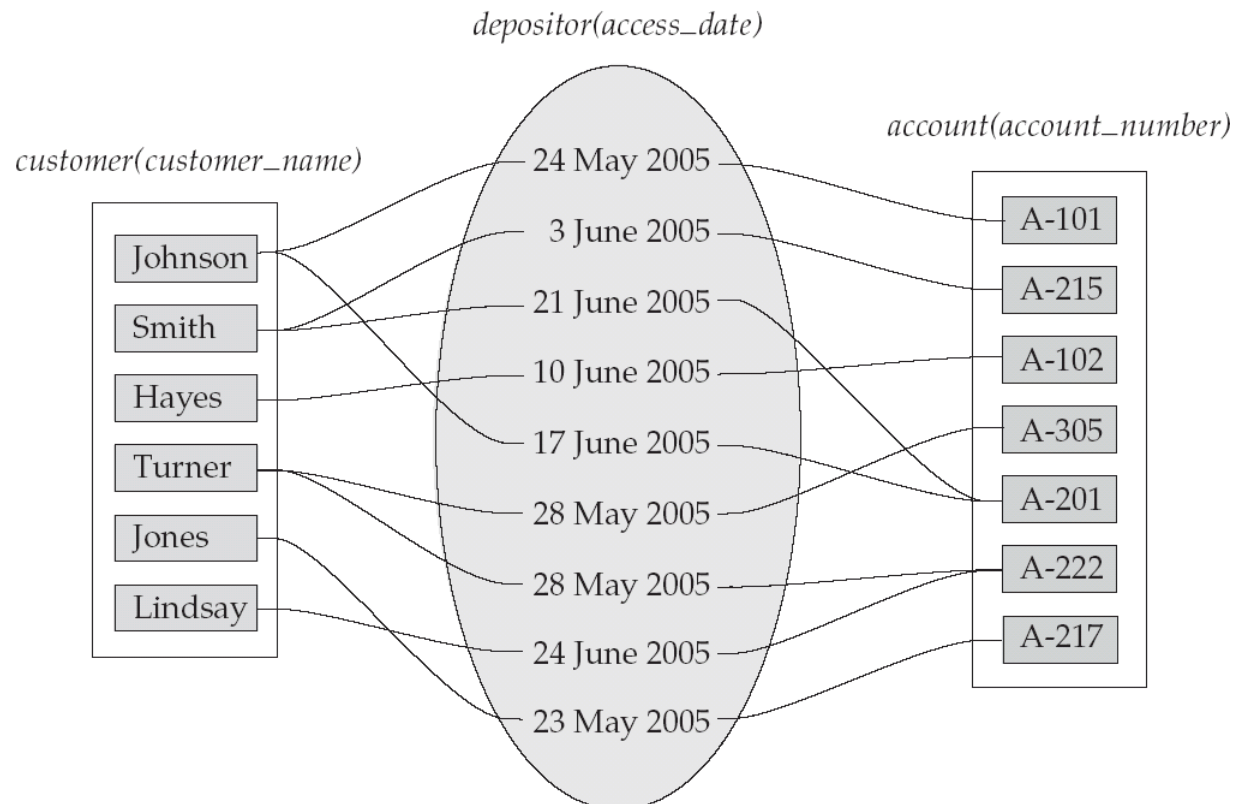 depositor(access_date)
customer(customer_name)
account(account_number)
Johnson
Smith
Hayes
Turner
Jones
Lindsay
24 May 2005
3 June 2005
21 June 2005
10 June 2005
17 June 2005
28 May 2005
28 May 2005
24 June 2005
23 May 2005
A-101
A-215
A-102
A-305
A-201
A-222
A-217